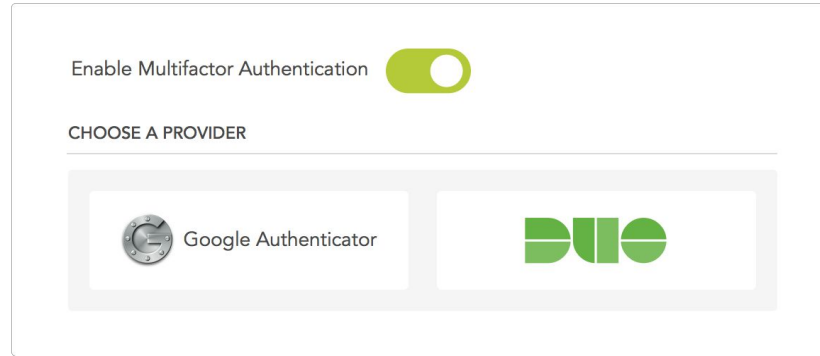 Enable Multifactor Authentication
CHOOSE A PROVIDER
Google Authenticator
DUO